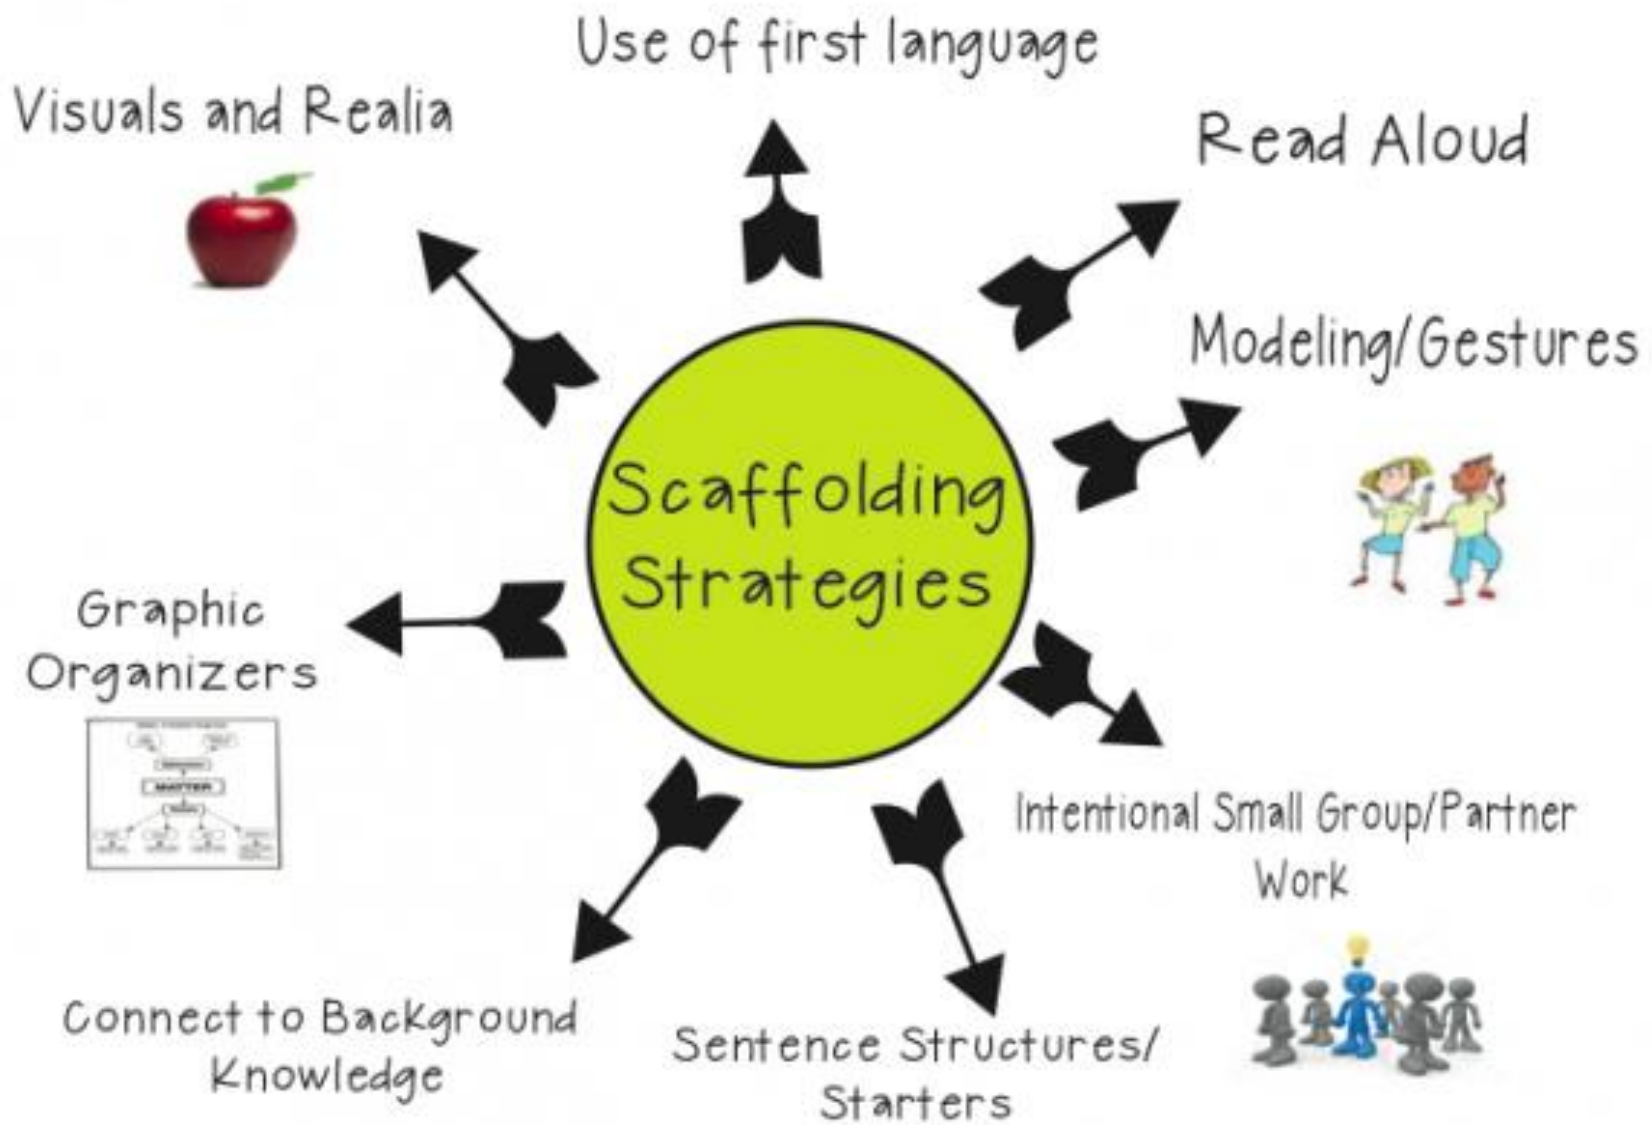 Use of first language
Visuals and Realia
Read Aloud
Modeling/Gestures
Scaffolding
Strategies
Graphic
Organizers
MATTER
Intentional Small Group/Partner
Work
Connect to Background
Knowledge
Sentence Structures/
Starters